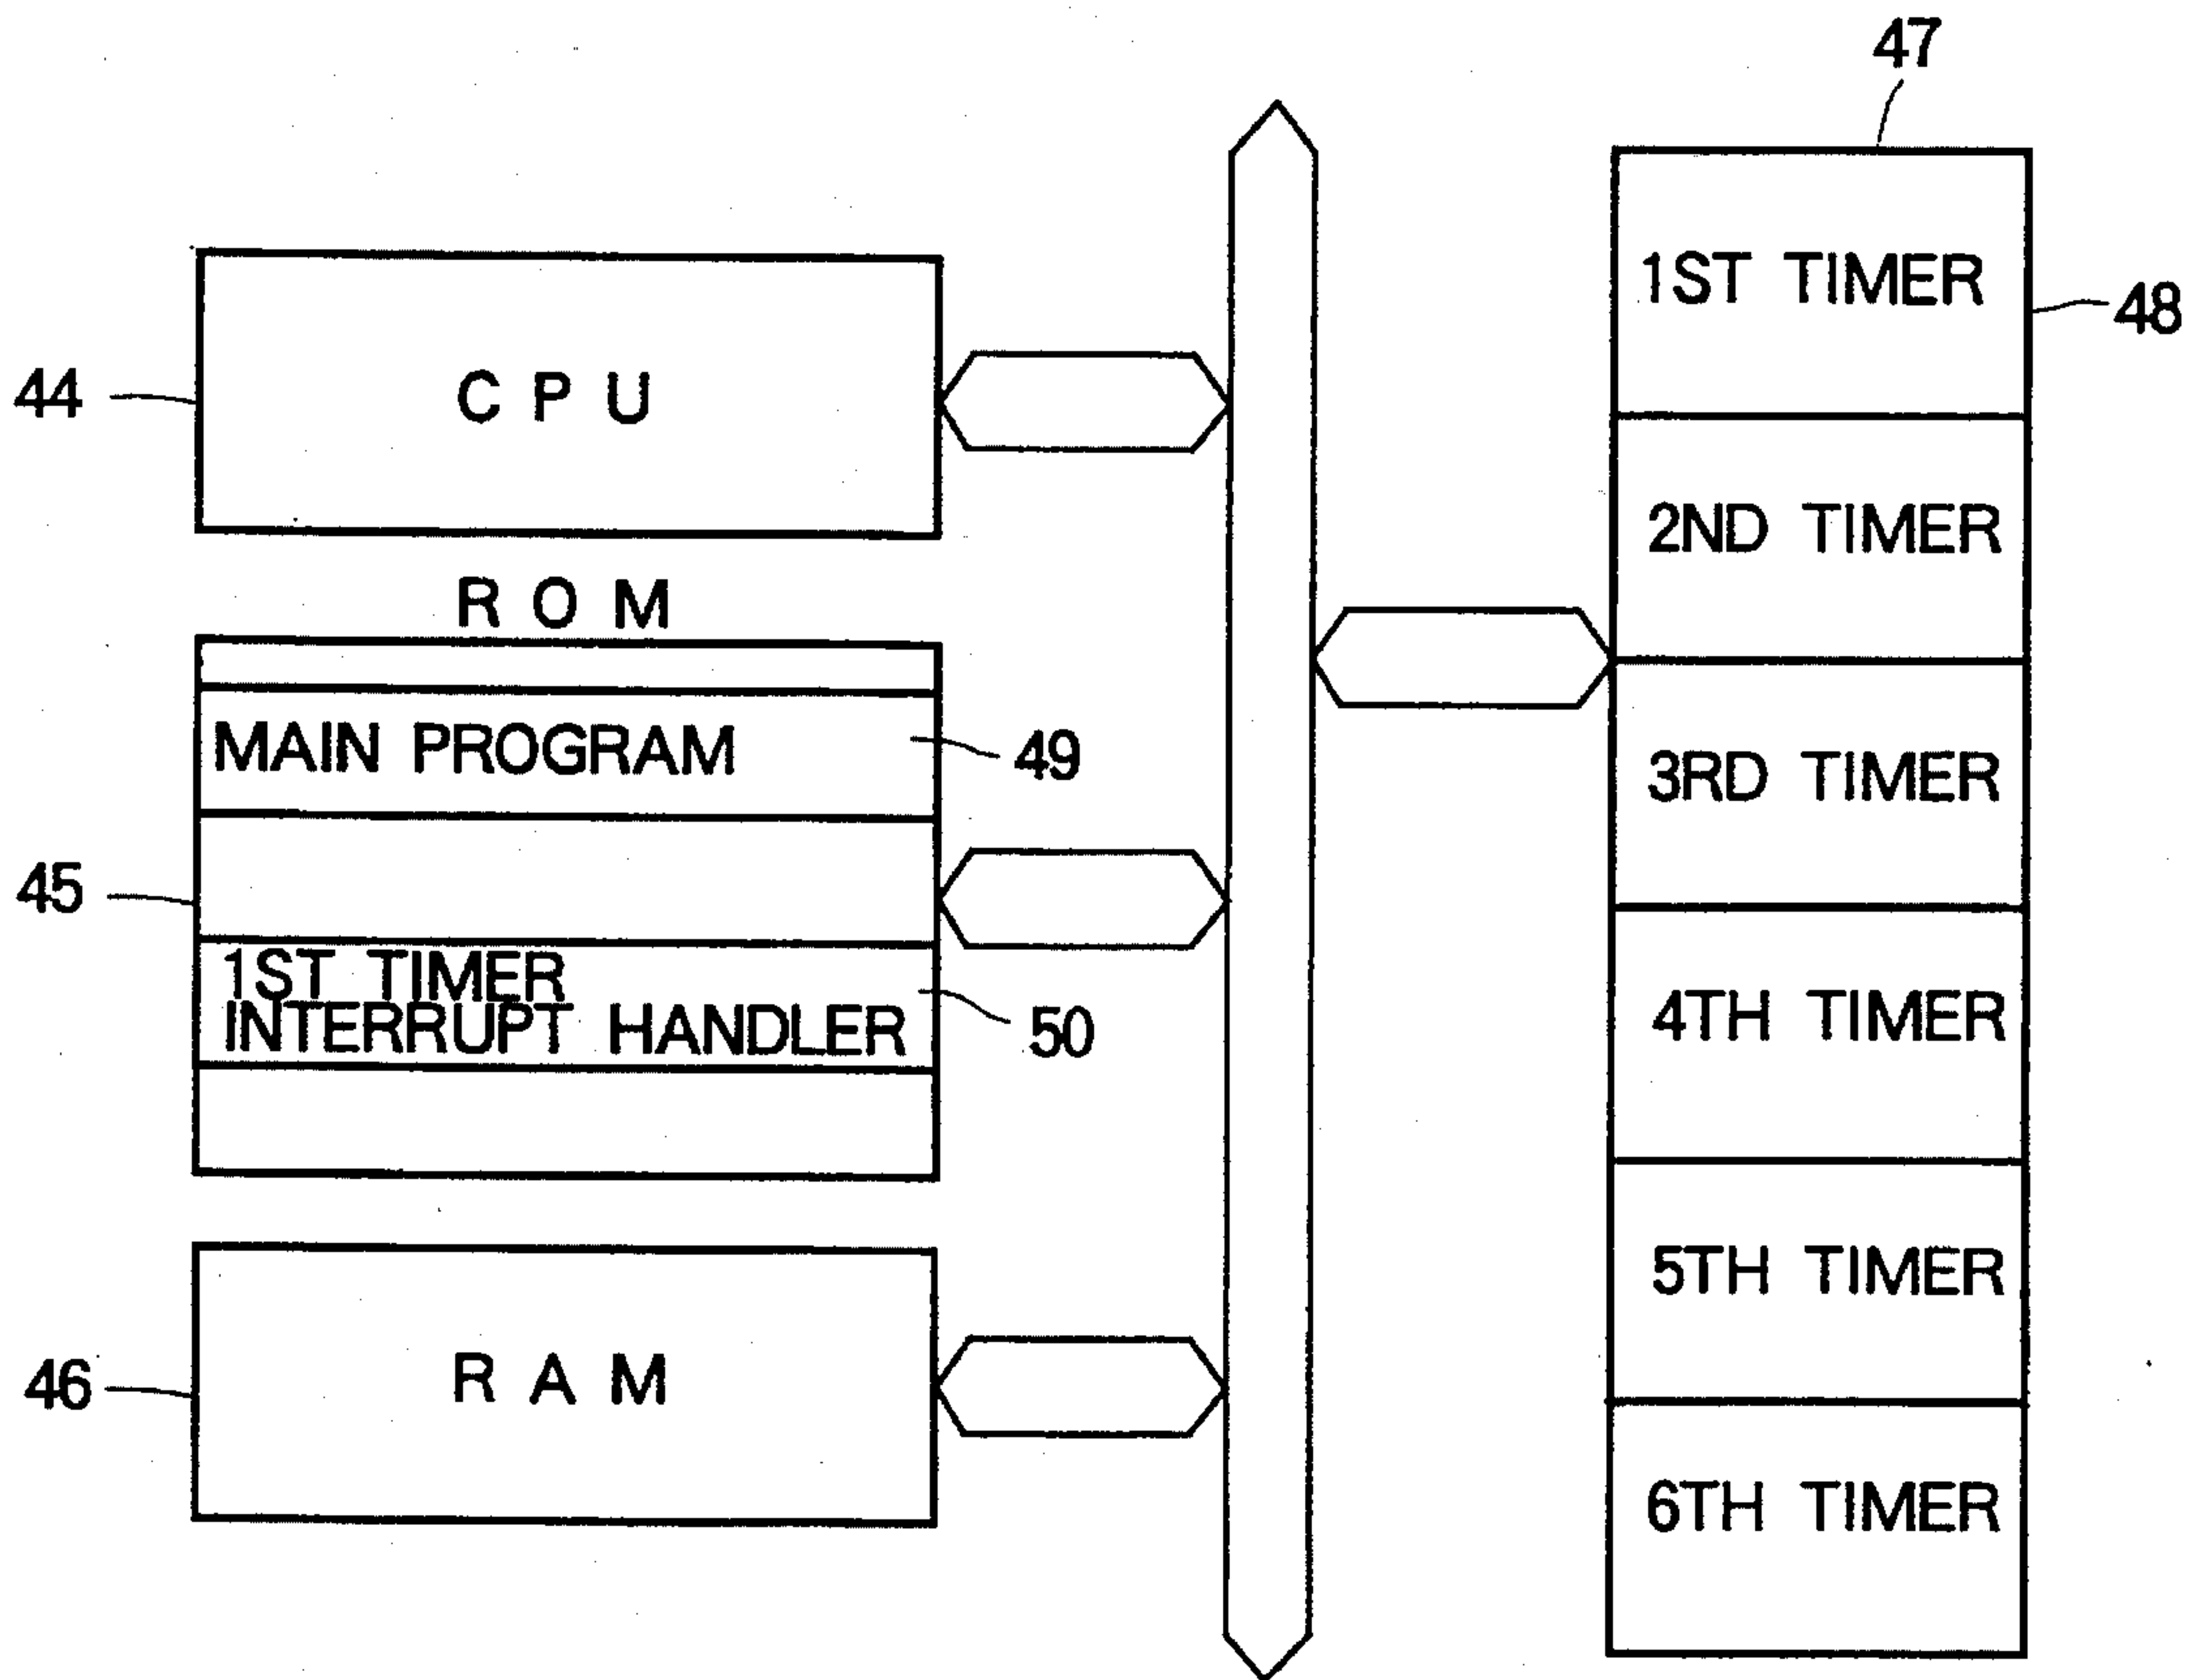 47
1ST TIMER
48
44
C P U
2ND TIMER
R O M
MAIN PROGRAM
49
3RD TIMER
45
1ST TIMER
INTERRUPT HANDLER
50
4TH TIMER
5TH TIMER
46
R A M
6TH TIMER